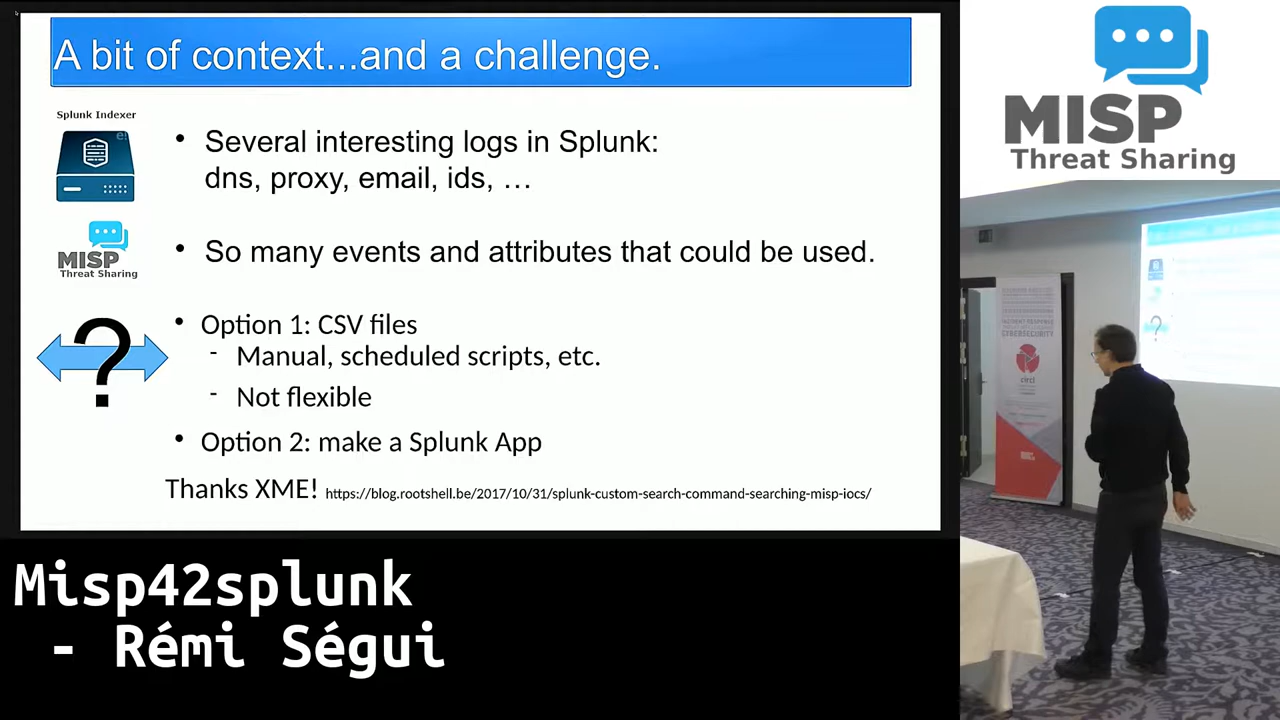 A bit of context...and a challenge.
Splunk Indexer
Several interesting logs in Splunk:
dns, proxy, email, ids, …
MISP
Threat Sharing
So many events and attributes that could be used.
?
Option 1: CSV files
- Manual, scheduled scripts, etc.
- Not flexible
Option 2: make a Splunk App
Thanks XME! https://blog.rootshell.be/2017/10/31/splunk-custom-search-command-searching-misp-iocs/
Misp42splunk
- Rémi Ségui
MISP
Threat Sharing
CYBERSECURITY
circl